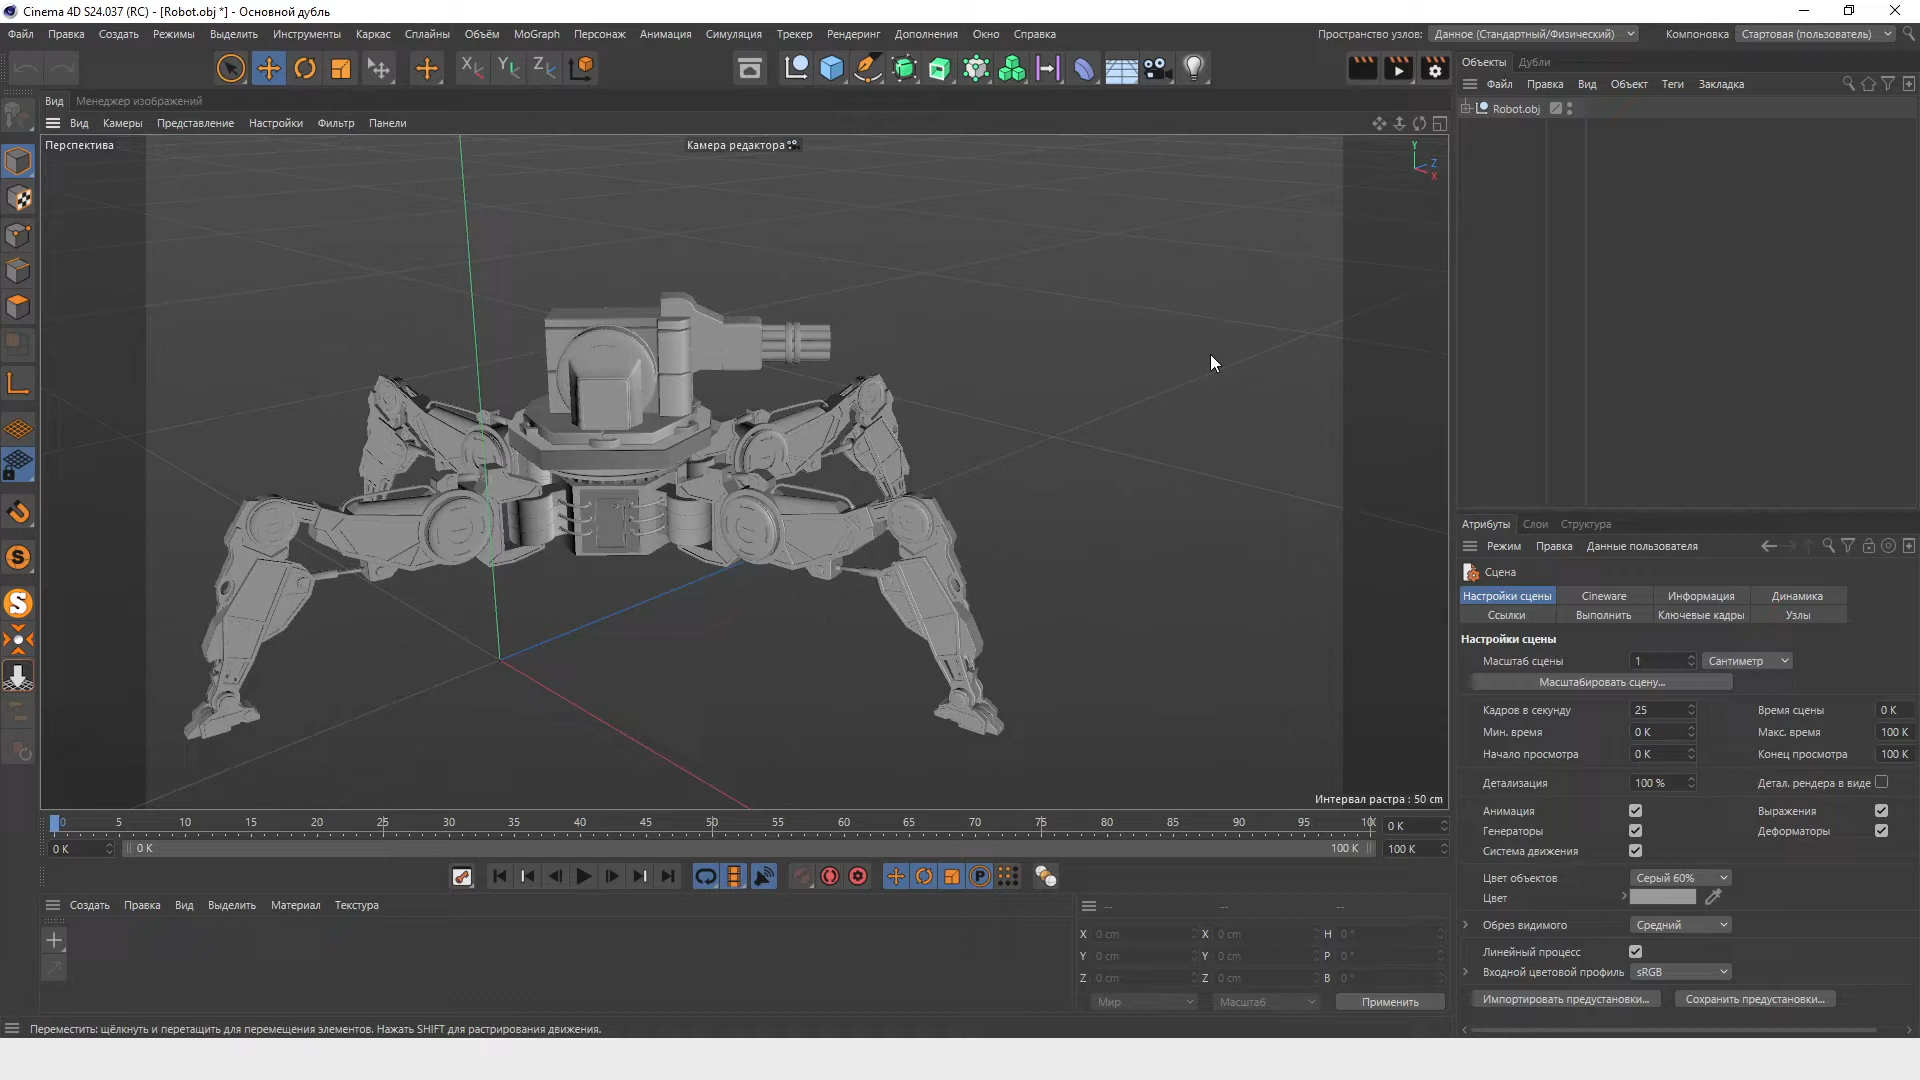 Cinema 4D S24.037 (RC) - [Robot.obj *] - Основной дубль
Файл Правка Создать Режимы Выделить Инструменты Каркас Сплайны Объём MoGraph Персонаж Анимация Симуляция Трекер Рендеринг Дополнения Окно Справка Пространство узлов: Данное (Стандартный/Физический) Компоновка Стартовая (пользователь)
X Y Z
Объекты Дубли
Файл Правка Вид Объект Теги Закладка
Robot.obj
Вид Менеджер изображений
Вид Камеры Представление Настройки Фильтр Панели
Перспектива
Камера редактора
Y
Z
X
Интервал растра : 50 cm
Атрибуты Слои Структура
Режим Правка Данные пользователя
Сцена
Настройки сцены Cineware Информация Динамика
Ссылки Выполнить Ключевые кадры Узлы
Настройки сцены
Масштаб сцены 1 Сантиметр
Масштабировать сцену...
Кадров в секунду 25 Время сцены 0 K
Мин. время 0 K Макс. время 100 K
Начало просмотра 0 K Конец просмотра 100 K
Детализация 100 % Детал. рендера в виде
Анимация Выражения
Генераторы Деформаторы
Система движения
Цвет объектов Серый 60%
Цвет
Обрез видимого Средний
Линейный процесс
Входной цветовой профиль sRGB
Импортировать предустановки... Сохранить предустановки...
0 5 10 15 20 25 30 35 40 45 50 55 60 65 70 75 80 85 90 95 100 0 K
0 K 0 K 100 K 100 K
P
Создать Правка Вид Выделить Материал Текстура
-- -- --
X 0 cm X 0 cm H 0 °
Y 0 cm Y 0 cm P 0 °
Z 0 cm Z 0 cm B 0 °
Мир Масштаб Применить
Переместить: щёлкнуть и перетащить для перемещения элементов. Нажать SHIFT для растрирования движения.